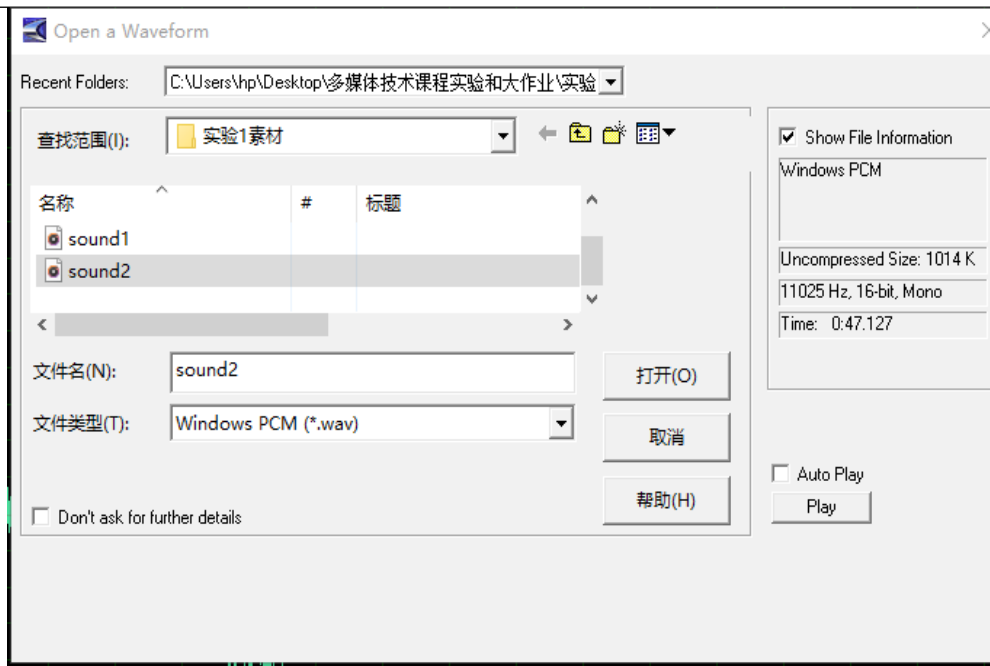 Open a Waveform
Recent Folders: C:\Users\hp\Desktop\多媒体技术课程实验和大作业\实验
查找范围(I): 实验1素材
名称 # 标题
sound1
sound2
文件名(N): sound2
文件类型(T): Windows PCM (*.wav)
打开(O)
取消
帮助(H)
Don't ask for further details
Show File Information
Windows PCM
Uncompressed Size: 1014 K
11025 Hz, 16-bit, Mono
Time: 0:47.127
Auto Play
Play